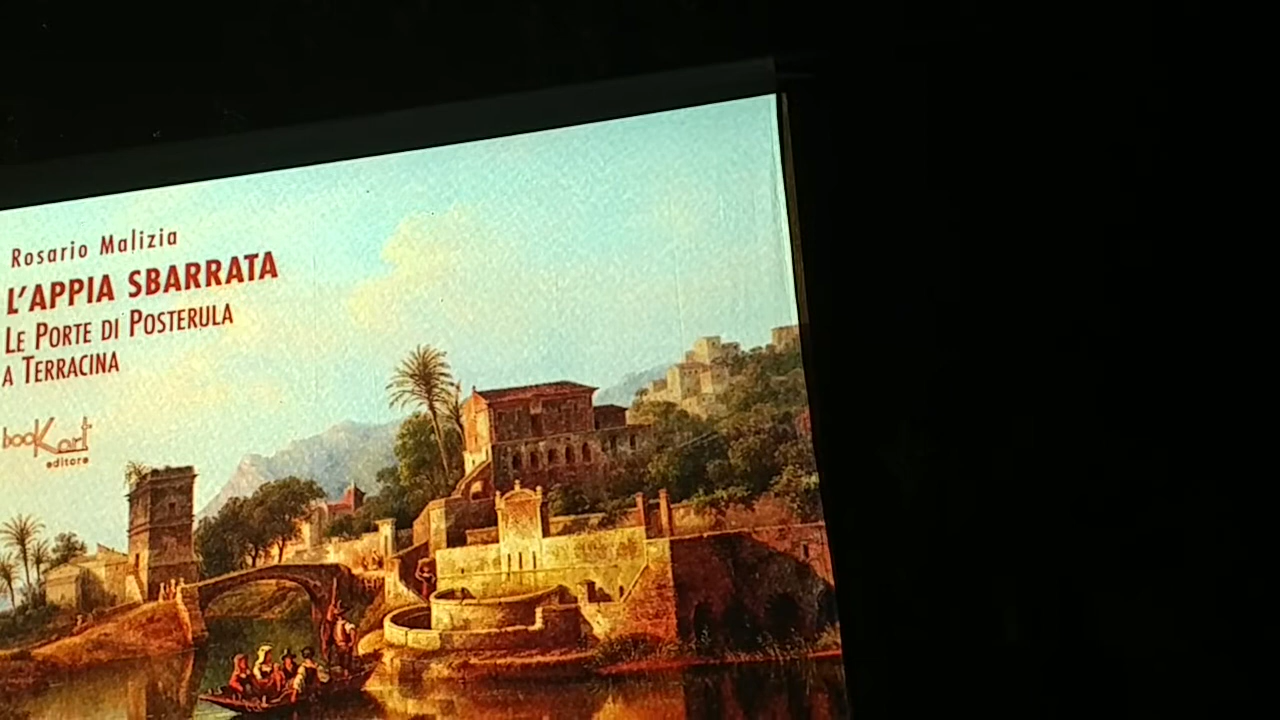 Rosario Malizia
L'APPIA SBARRATA
LE PORTE DI POSTERULA
A TERRACINA
booKart
editore